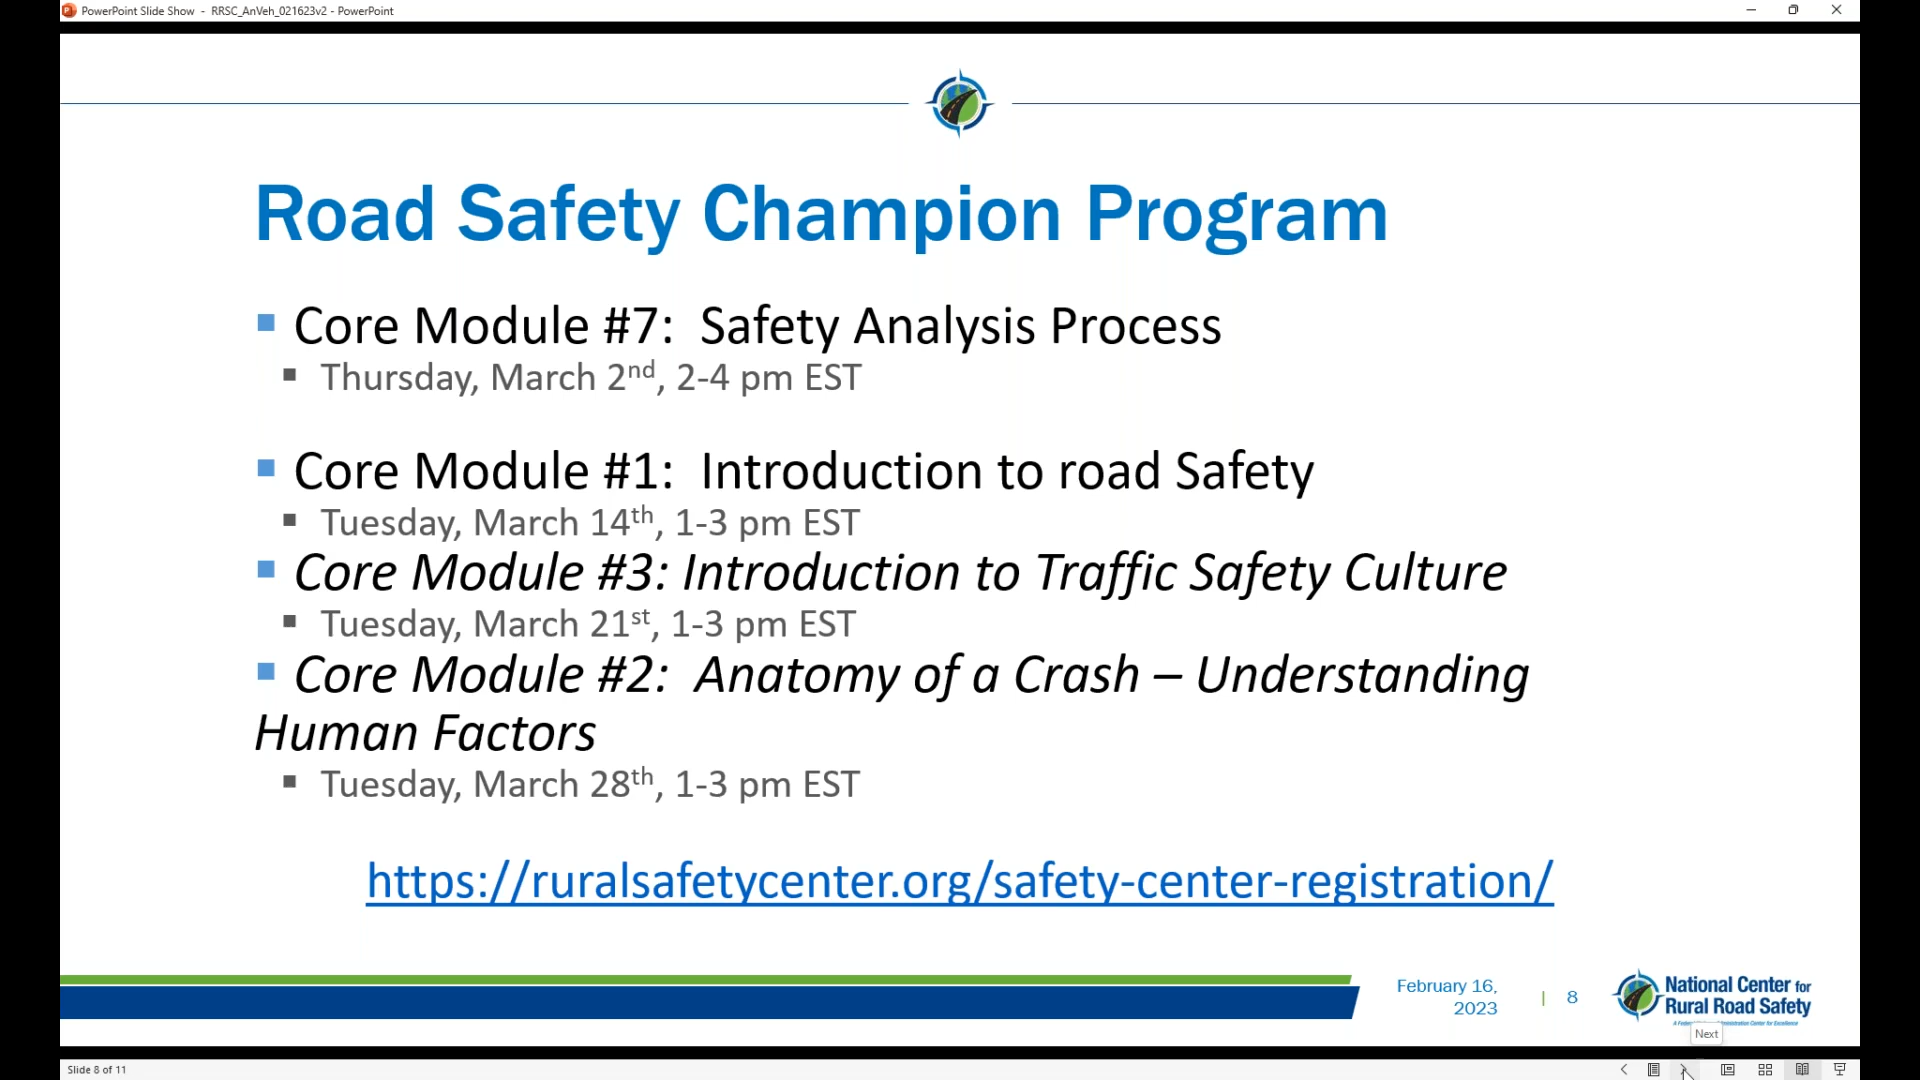 PowerPoint Slide Show - RRSC_AnVeh_021623v2 - PowerPoint
Road Safety Champion Program
Core Module #7: Safety Analysis Process
Thursday, March 2nd, 2-4 pm EST
Core Module #1: Introduction to road Safety
Tuesday, March 14th, 1-3 pm EST
Core Module #3: Introduction to Traffic Safety Culture
Tuesday, March 21st, 1-3 pm EST
Core Module #2: Anatomy of a Crash – Understanding
Human Factors
Tuesday, March 28th, 1-3 pm EST
https://ruralsafetycenter.org/safety-center-registration/
February 16,
2023
| 8
National Center for
Rural Road Safety
Center for Excellence
Next
Slide 8 of 11